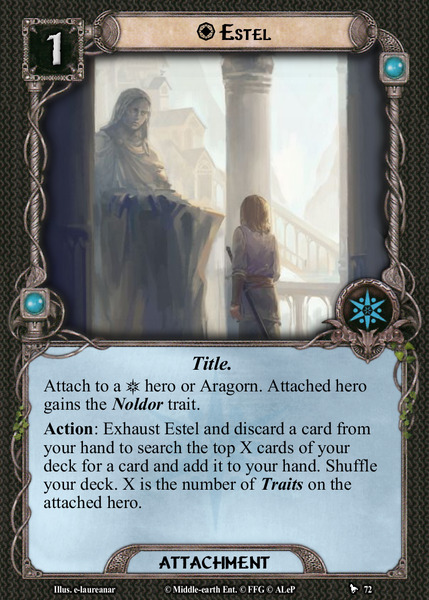 1
Estel
Title.
Attach to a hero or Aragorn. Attached hero
gains the Noldor trait.
Action: Exhaust Estel and discard a card from
your hand to search the top X cards of your
deck for a card and add it to your hand. Shuffle
your deck. X is the number of Traits on the
attached hero.
ATTACHMENT
Illus. e-laureanar © Middle-earth Ent. © FFG © ALeP 72